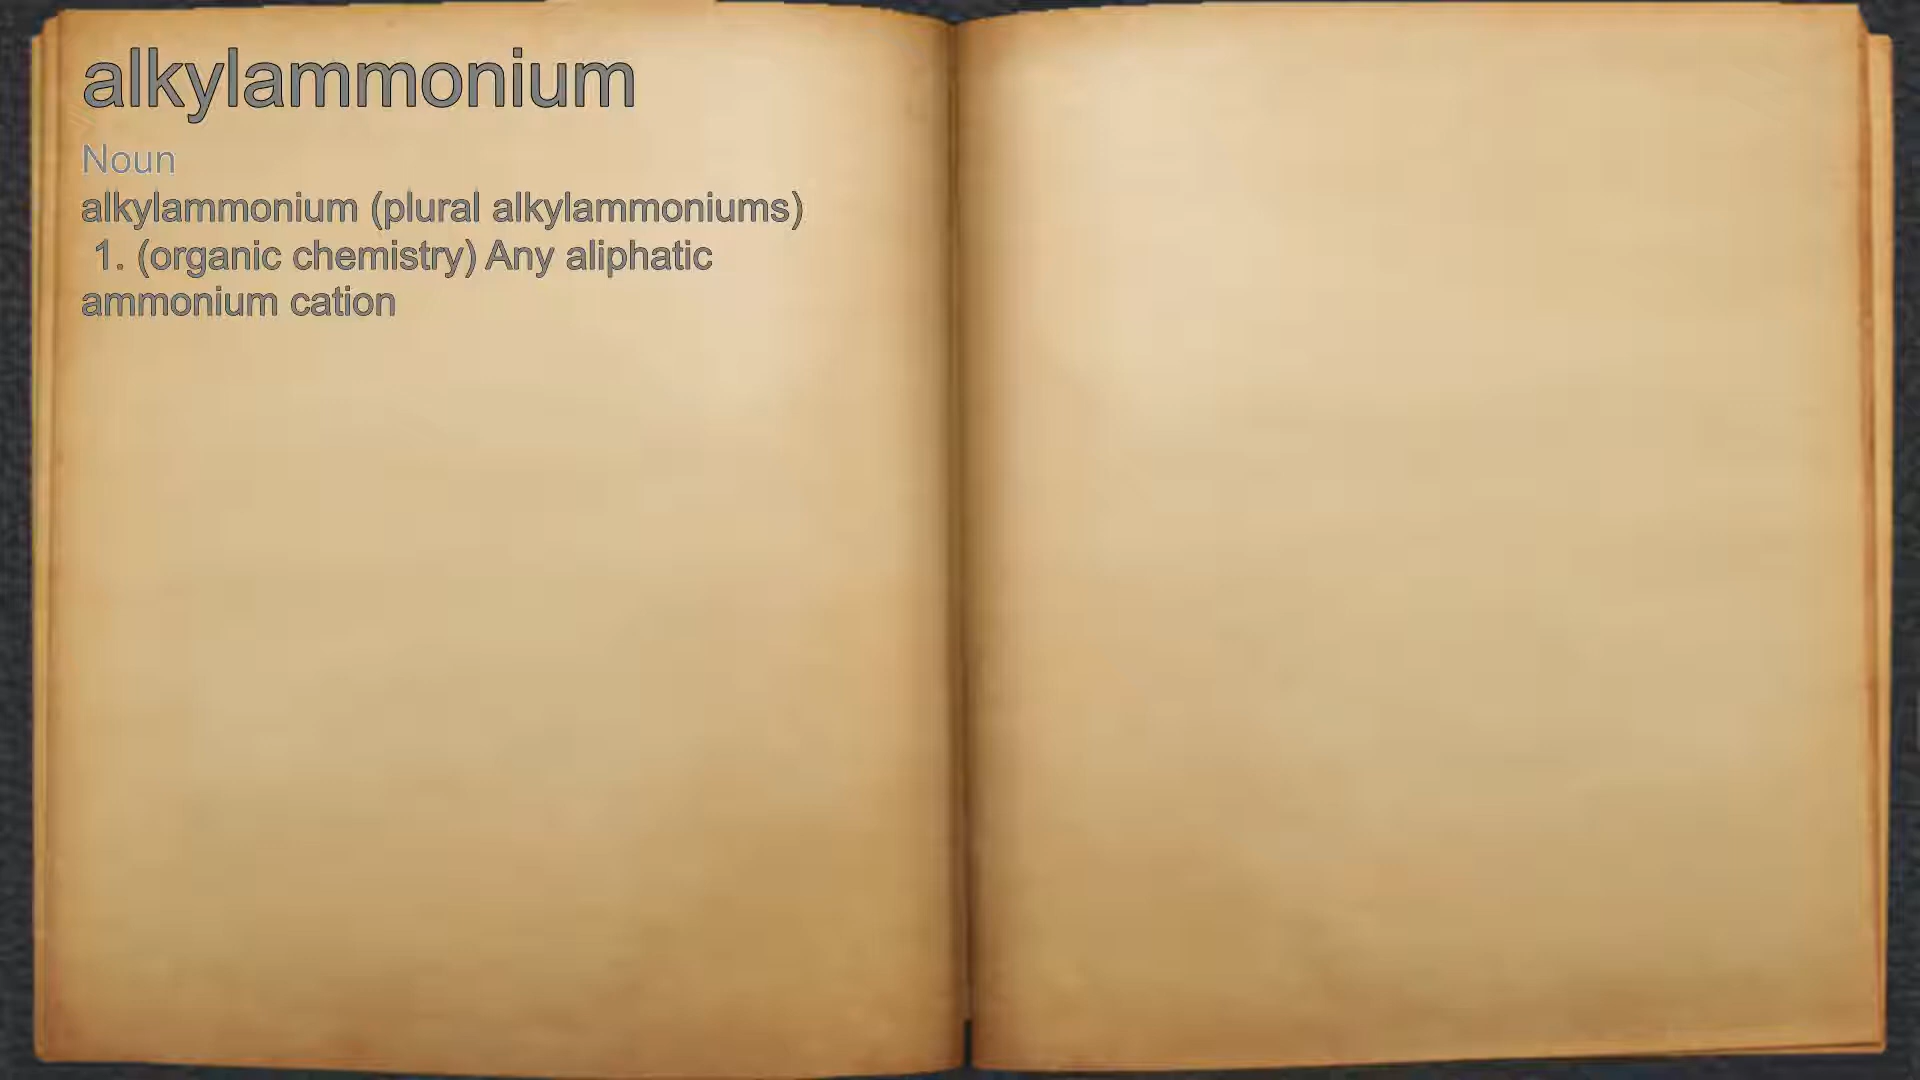 alkylammonium
Noun
alkylammonium (plural alkylammoniums)
1. (organic chemistry) Any aliphatic
ammonium cation